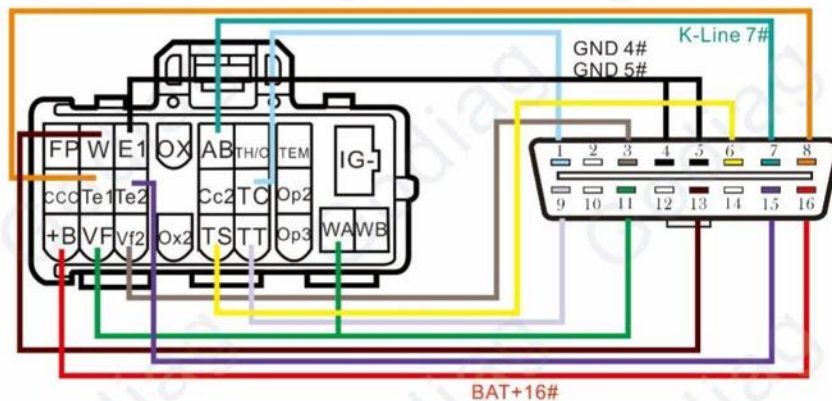 K-Line 7#
GND 4#
GND 5#
FP W E1 OX AB TH/O TEM IG-
CCC Te1 Te2 Cc2 TC Op2
+B VF Vf2 Ox2 TS TT Op3 WA WB
1 2 3 4 5 6 7 8
9 10 11 12 13 14 15 16
BAT+16#
Godiag